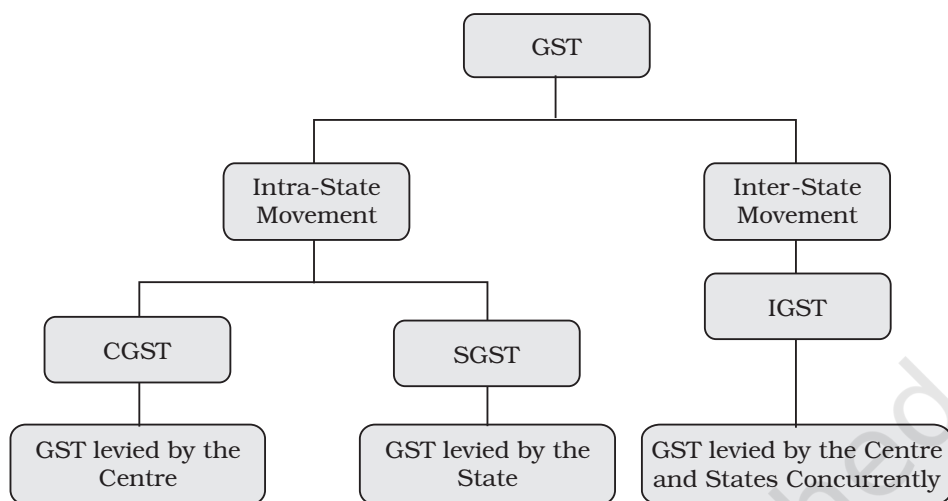 GST
Intra-State
Movement
Inter-State
Movement
IGST
CGST
SGST
GST levied by the
Centre
GST levied by the
State
GST levied by the Centre
and States Concurrently